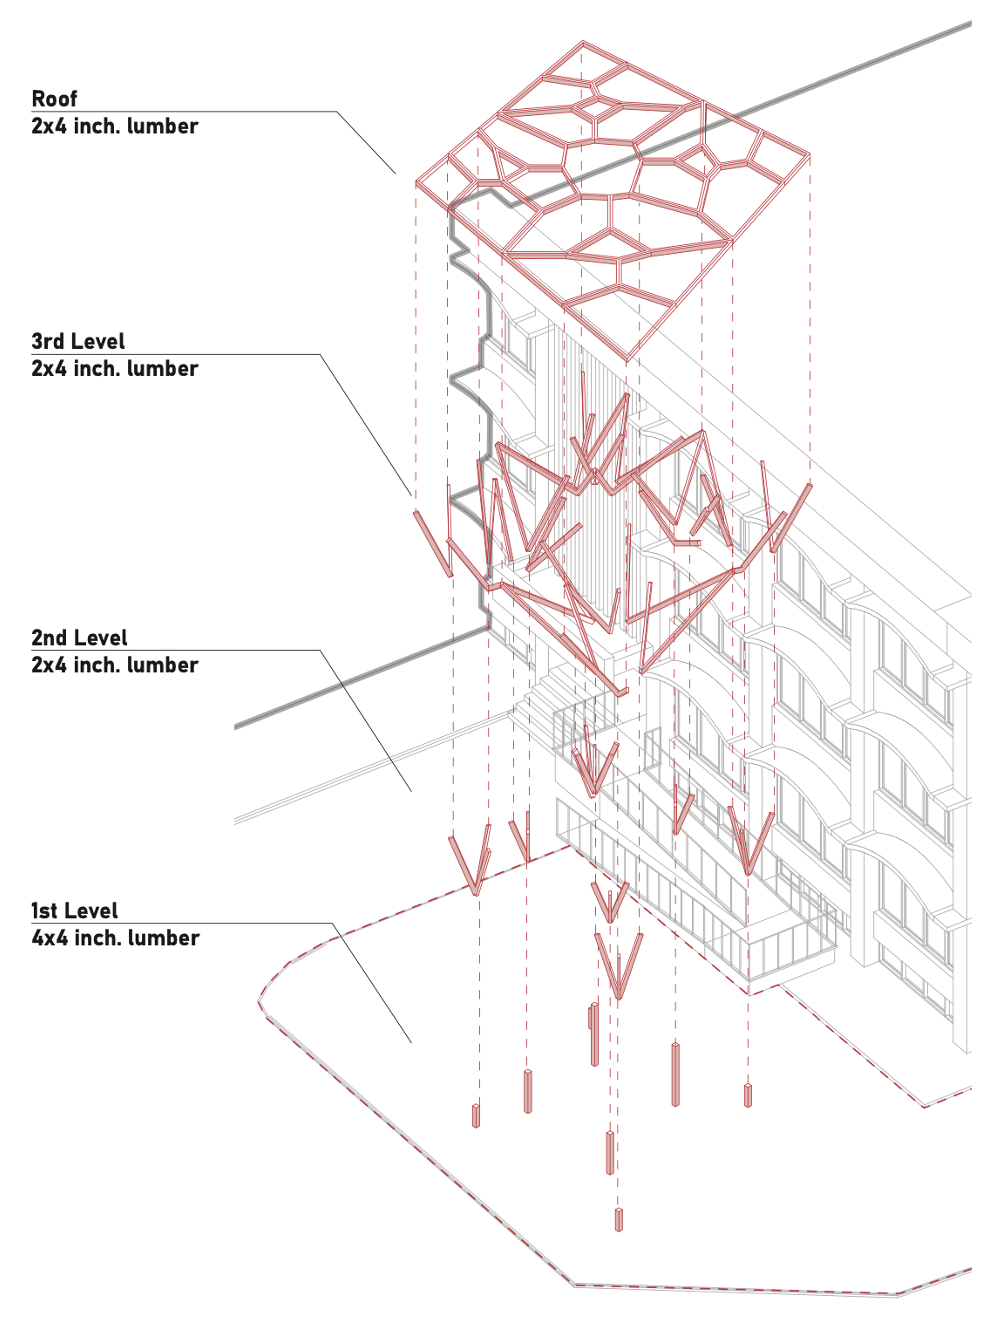 Roof
2x4 inch. lumber
3rd Level
2x4 inch. lumber
2nd Level
2x4 inch. lumber
1st Level
4x4 inch. lumber